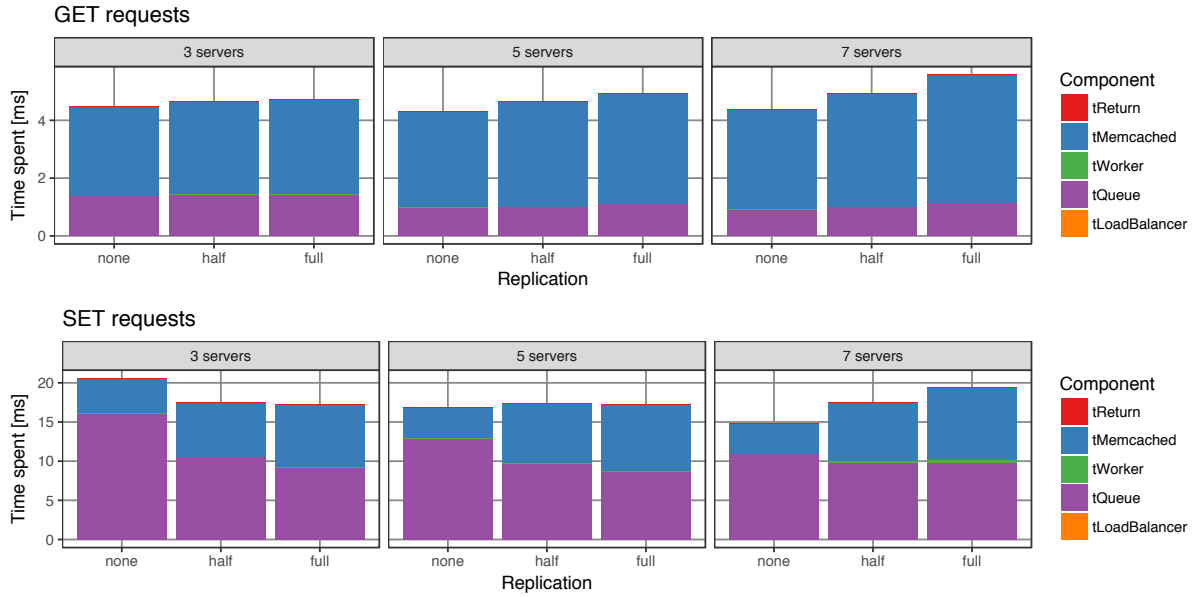 GET requests
3 servers
5 servers
7 servers
Time spent [ms]
4
2
0
none
half
full
none
half
full
none
half
full
Replication
Component
tReturn
tMemcached
tWorker
tQueue
tLoadBalancer
SET requests
3 servers
5 servers
7 servers
Time spent [ms]
20
15
10
5
0
none
half
full
none
half
full
none
half
full
Replication
Component
tReturn
tMemcached
tWorker
tQueue
tLoadBalancer